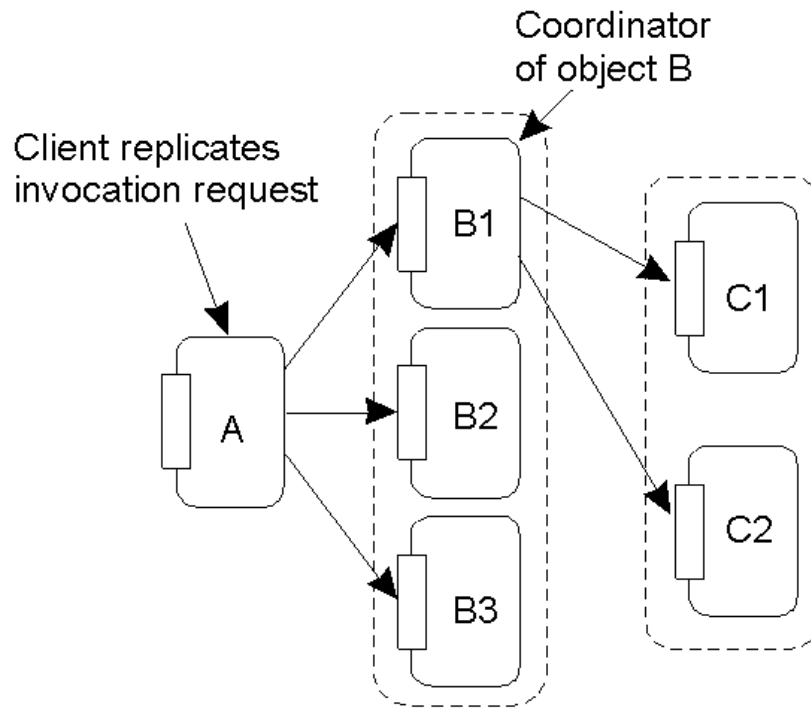 Coordinator
of object B
Client replicates
invocation request
B1
C1
A
B2
C2
B3